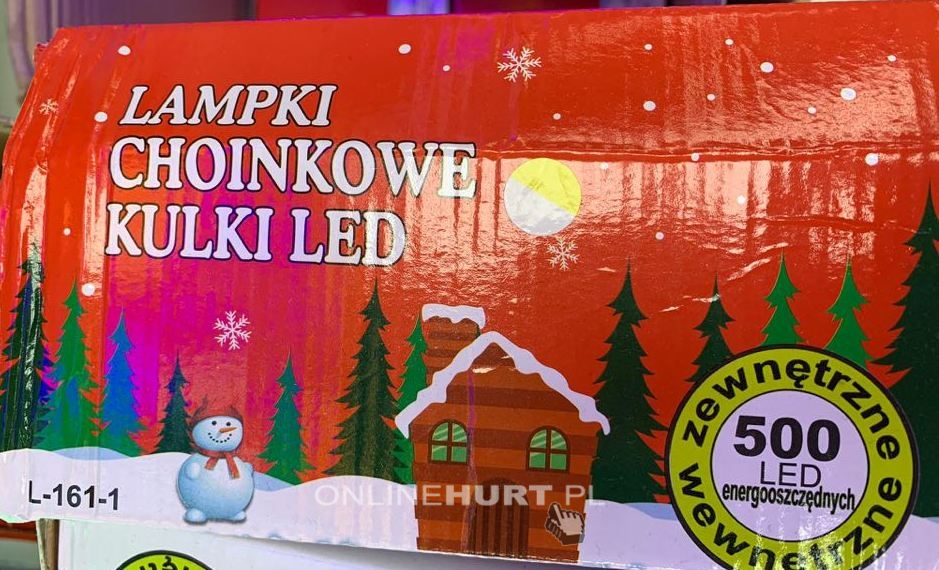 LAMPKI
CHOINKOWE
KULKI LED
zewnętrzne
500
LED
energooszczędnych
wewnętrzne
L-161-1
ONLINEHURT.PL